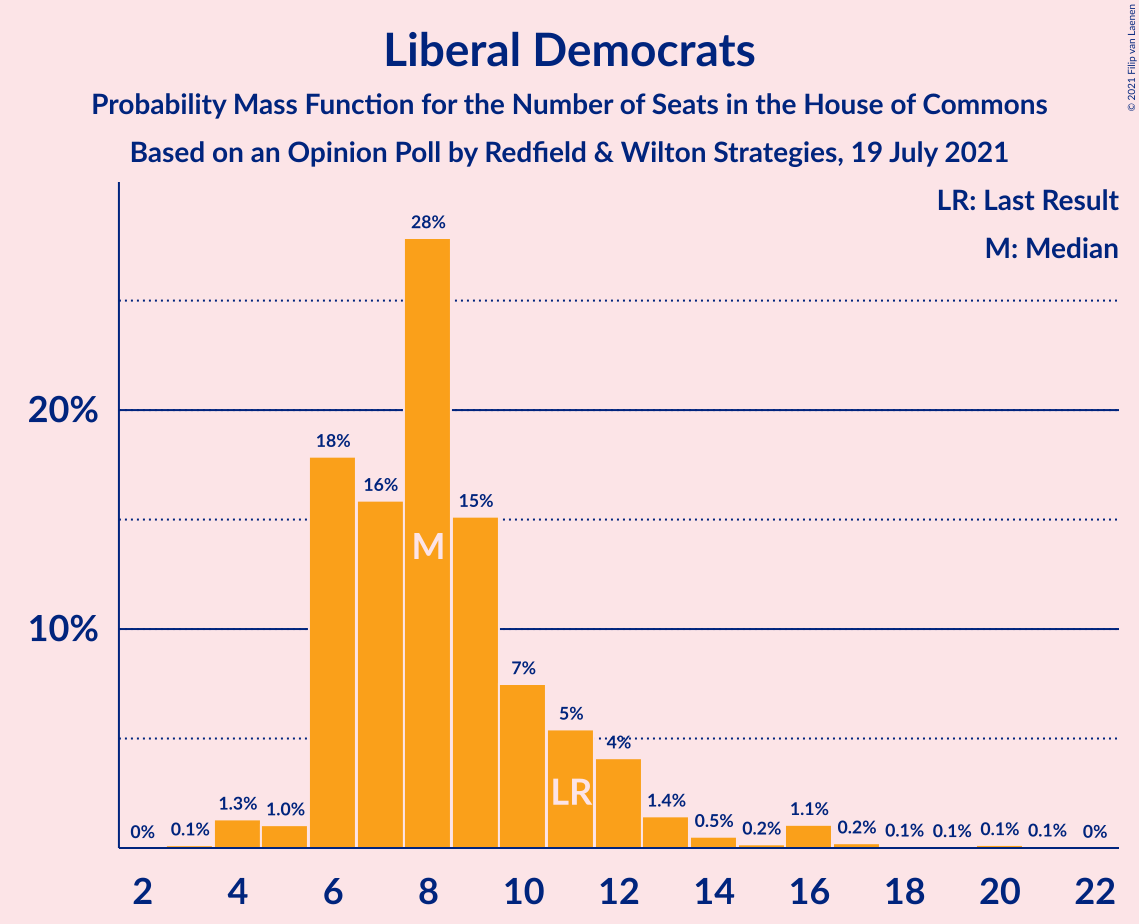 © 2021 Filip van Laenen
Liberal Democrats
Probability Mass Function for the Number of Seats in the House of Commons
Based on an Opinion Poll by Redfield & Wilton Strategies, 19 July 2021
LR: Last Result
M: Median
28%
20%
18%
16%
15%
M
10%
7%
5%
4%
LR
0%
0.1%
1.3%
1.0%
1.4%
0.5%
0.2%
1.1%
0.2%
0.1%
0.1%
0.1%
0.1%
0%
2 4 6 8 10 12 14 16 18 20 22